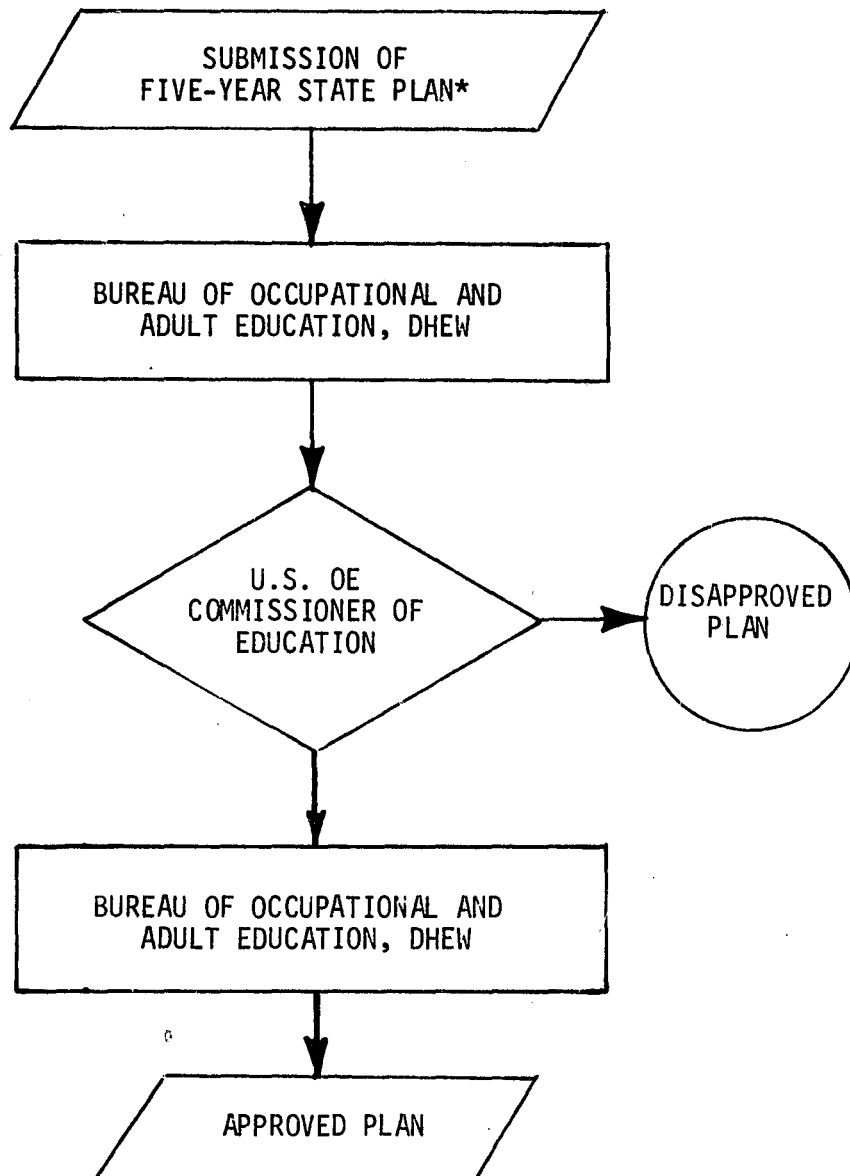 SUBMISSION OF
FIVE-YEAR STATE PLAN*
BUREAU OF OCCUPATIONAL AND
ADULT EDUCATION, DHEW
U.S. OE
COMMISSIONER OF
EDUCATION
DISAPPROVED
PLAN
BUREAU OF OCCUPATIONAL AND
ADULT EDUCATION, DHEW
APPROVED PLAN